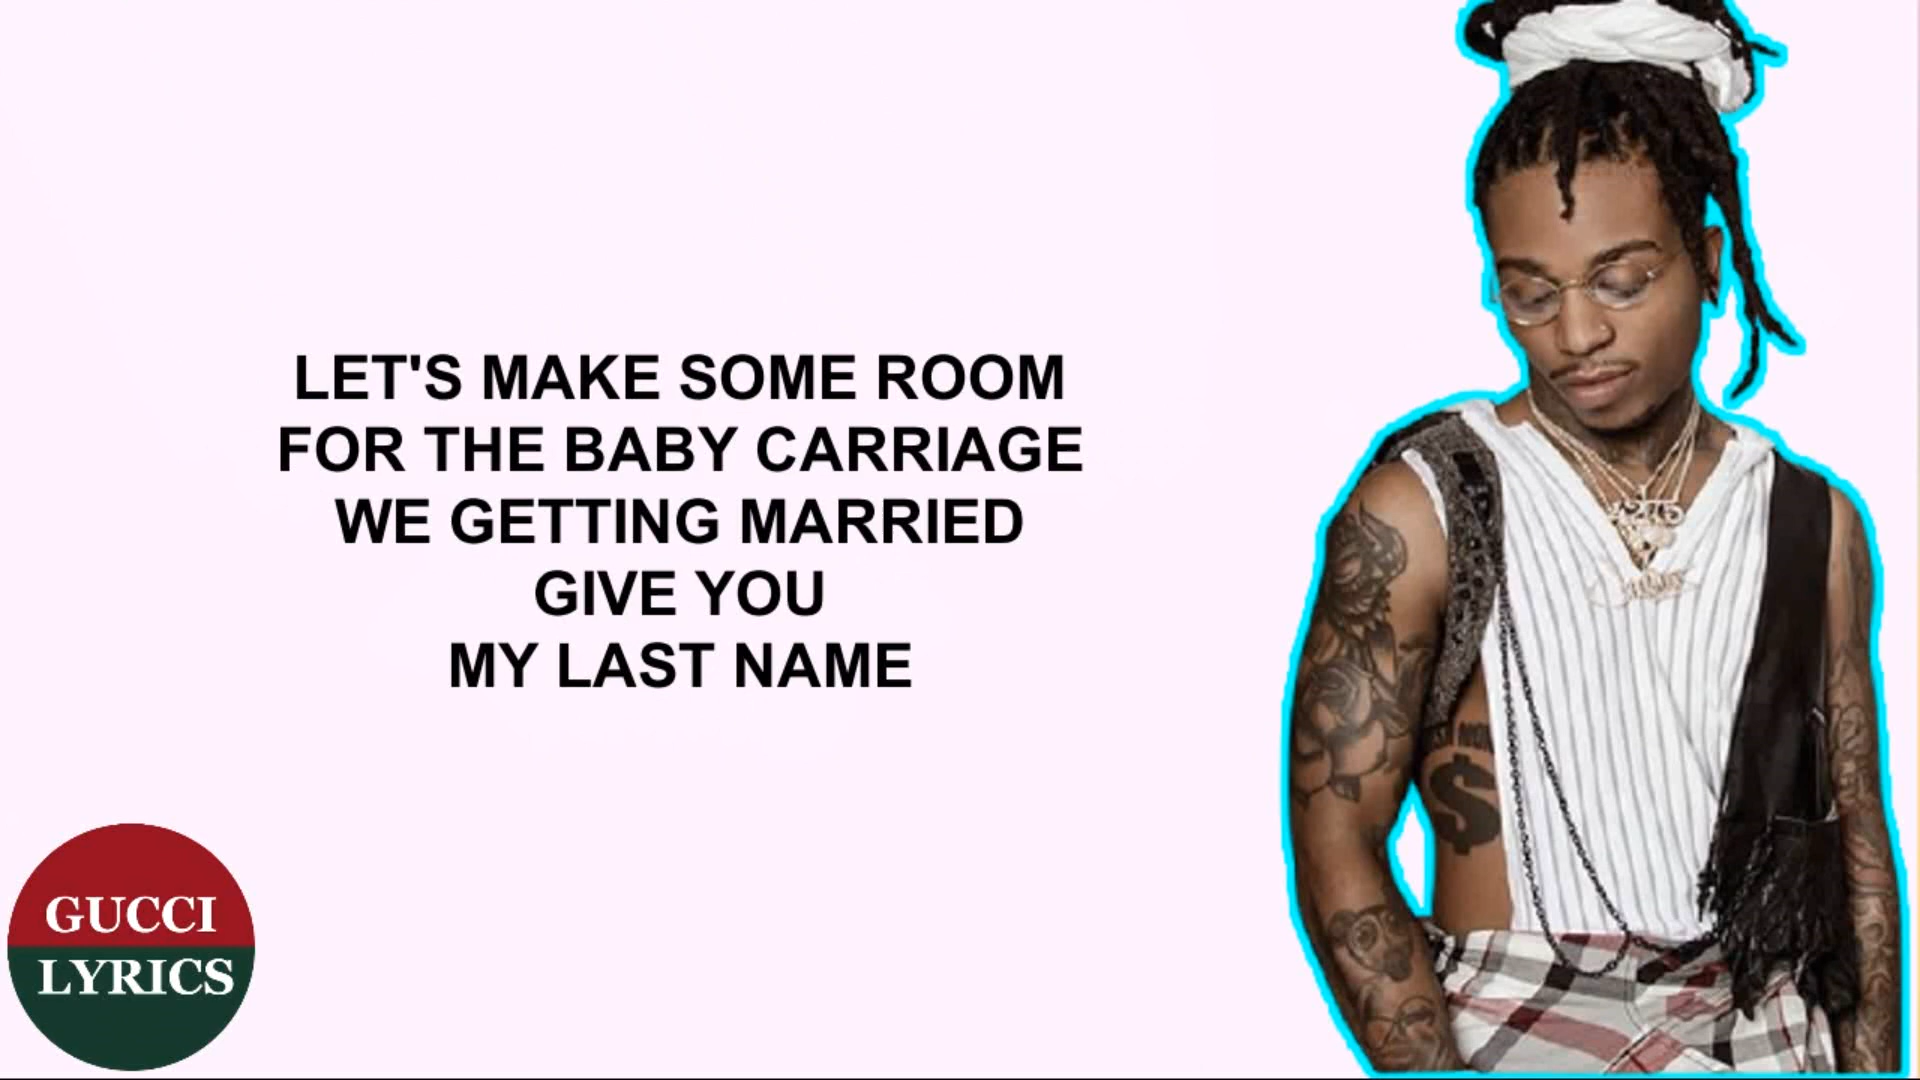 LET'S MAKE SOME ROOM
FOR THE BABY CARRIAGE
WE GETTING MARRIED
GIVE YOU
MY LAST NAME
GUCCI
LYRICS
$